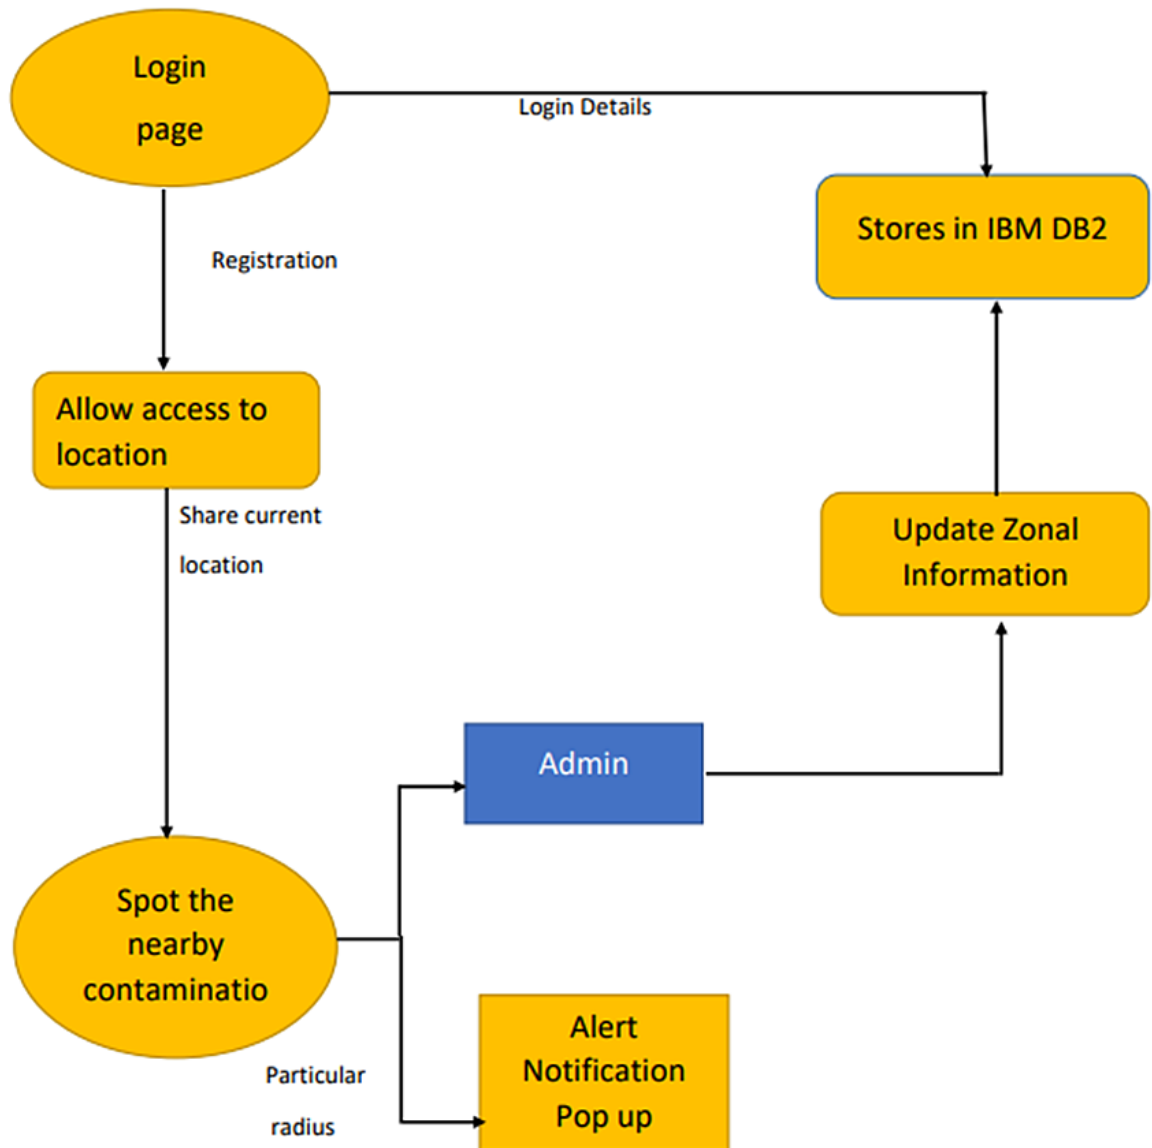 Login
page
Login Details
Stores in IBM DB2
Registration
Allow access to
location
Share current
location
Update Zonal
Information
Admin
Spot the
nearby
contaminatio
Particular
radius
Alert
Notification
Pop up